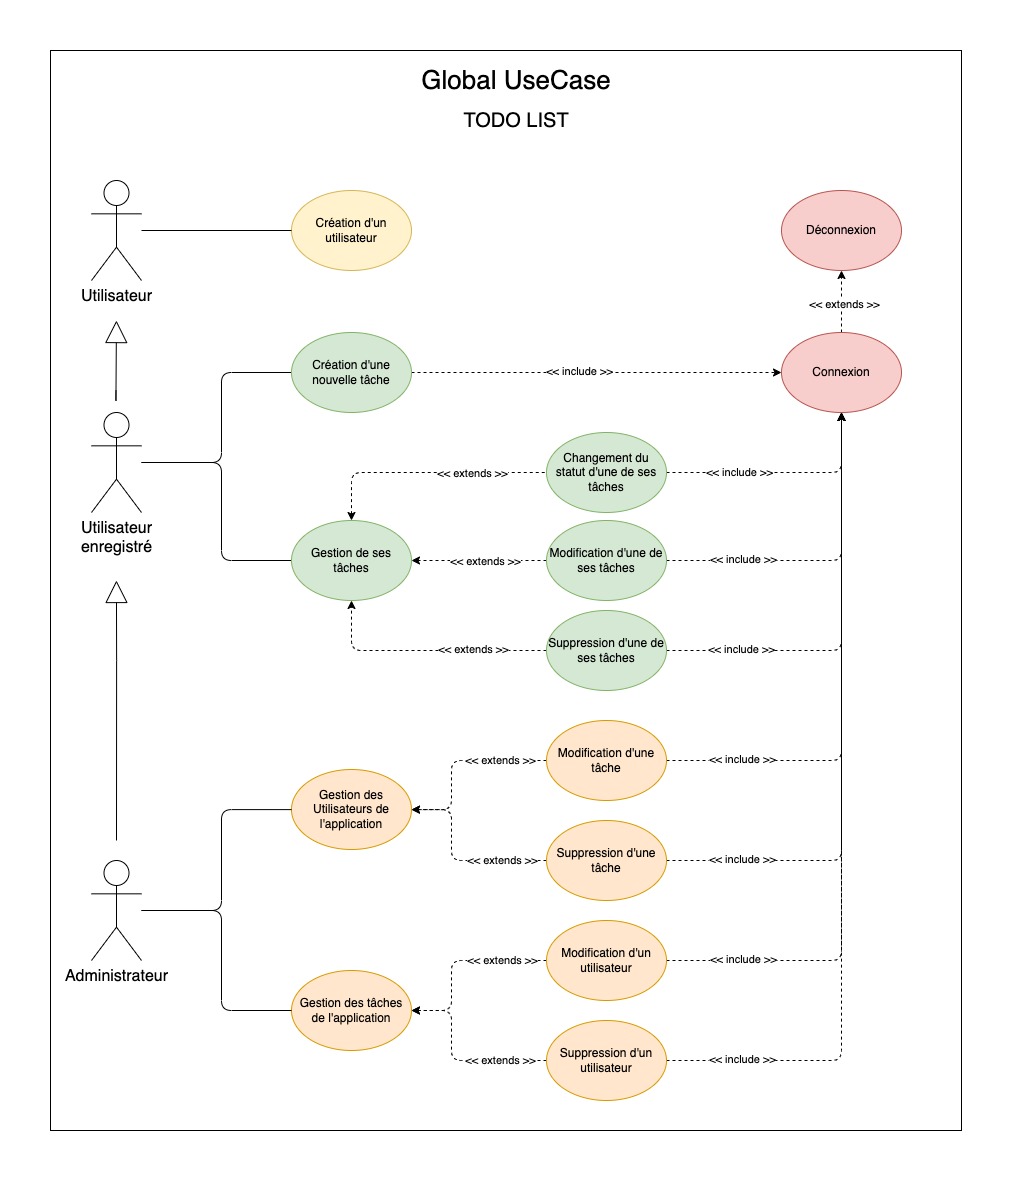 Global UseCase
TODO LIST
Création d'un
utilisateur
Déconnexion
Utilisateur
<< extends >>
Création d'une
nouvelle tâche
<< include >>
Connexion
Changement du
statut d'une de ses
tâches
<< extends >>
<< include >>
Utilisateur
enregistré
Gestion de ses
tâches
<< extends >>
Modification d'une de
ses tâches
<< include >>
<< extends >>
Suppression d'une de
ses tâches
<< include >>
<< extends >>
Modification d'une
tâche
<< include >>
Gestion des
Utilisateurs de
l'application
<< extends >>
Suppression d'une
tâche
<< include >>
Administrateur
<< extends >>
Modification d'un
utilisateur
<< include >>
Gestion des tâches
de l'application
<< extends >>
Suppression d'un
utilisateur
<< include >>